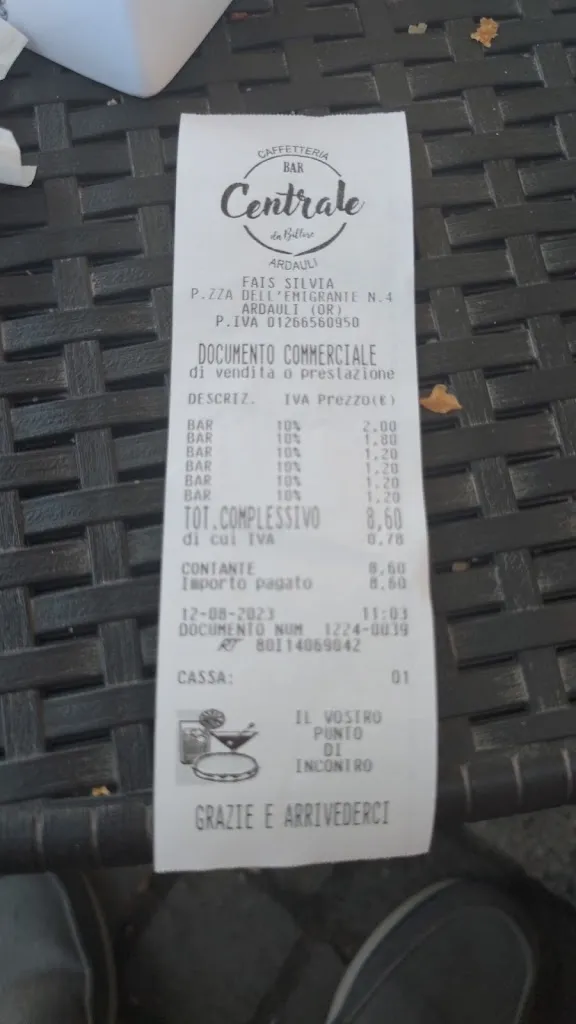 CAFFETTERIA
BAR
Centrale
ARDAULI
FAIS SILVIA
P.ZZA DELL'EMIGRANTE N.4
ARDAULI (OR)
P.IVA 01266560950
DOCUMENTO COMMERCIALE
di vendita o prestazione
DESCRIZ. IVA Prezzo(€)
BAR 10% 2,00
BAR 10% 1,80
BAR 10% 1,20
BAR 10% 1,20
BAR 10% 1,20
BAR 10% 1,20
TOT.COMPLESSIVO 8,60
di cui IVA 0,78
CONTANTE 8,60
Importo pagato 8,60
12-08-2023 11:03
DOCUMENTO NUM 1224-0039
RT 80I14069042
CASSA: 01
IL VOSTRO
PUNTO
DI
INCONTRO
GRAZIE E ARRIVEDERCI